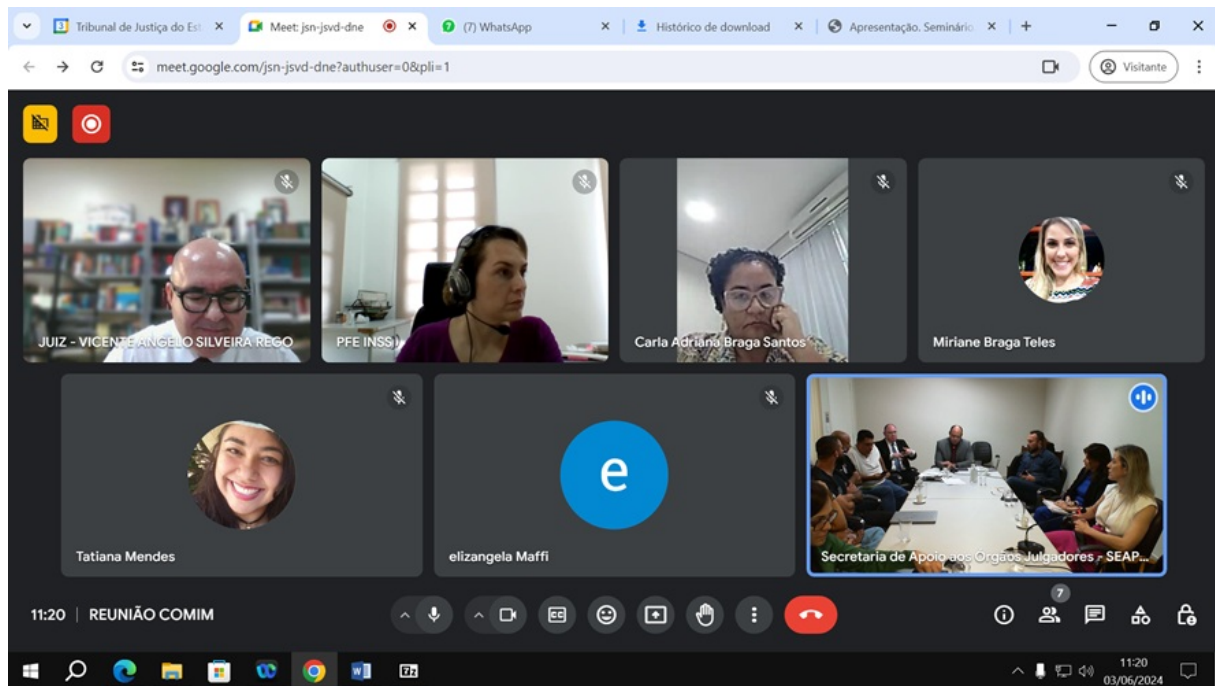 Tribunal de Justiça do Est
Meet: jsn-jsvd-dne
(7) WhatsApp
Histórico de download
Apresentação. Seminário
meet.google.com/jsn-jsvd-dne?authuser=0&pli=1
Visitante
JUIZ - VICENTE ANGELO SILVEIRA REGO
PFE INSS
Carla Adriana Braga Santos
Miriane Braga Teles
Tatiana Mendes
e
elizangela Maffi
Secretaria de Apoio aos Orgãos Julgadores - SEAP...
11:20 | REUNIÃO COMIM
CC
7
W
7z
11:20
03/06/2024